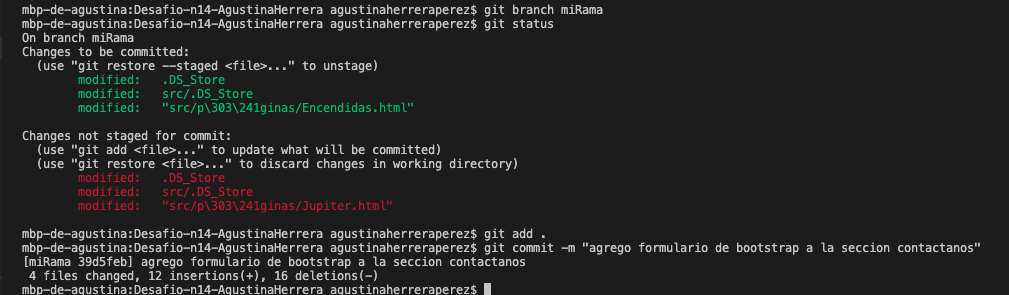 mbp-de-agustina:Desafio-n14-AgustinaHerrera agustinaherreraperez$ git branch miRama
mbp-de-agustina:Desafio-n14-AgustinaHerrera agustinaherreraperez$ git status
On branch miRama
Changes to be committed:
  (use "git restore --staged <file>..." to unstage)
        modified:   .DS_Store
        modified:   src/.DS_Store
        modified:   "src/p\303\241ginas/Encendidas.html"

Changes not staged for commit:
  (use "git add <file>..." to update what will be committed)
  (use "git restore <file>..." to discard changes in working directory)
        modified:   .DS_Store
        modified:   src/.DS_Store
        modified:   "src/p\303\241ginas/Jupiter.html"

mbp-de-agustina:Desafio-n14-AgustinaHerrera agustinaherreraperez$ git add .
mbp-de-agustina:Desafio-n14-AgustinaHerrera agustinaherreraperez$ git commit -m "agrego formulario de bootstrap a la seccion contactanos"
[miRama 39d5feb] agrego formulario de bootstrap a la seccion contactanos
 4 files changed, 12 insertions(+), 16 deletions(-)
mbp-de-agustina:Desafio-n14-AgustinaHerrera agustinaherreraperez$